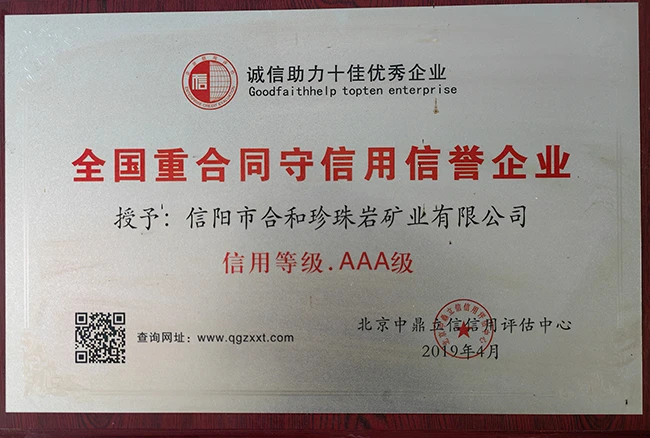 诚信助力十佳优秀企业
Goodfaithhelp topten enterprise
信
全国重合同守信用信誉企业
授予：信阳市合和珍珠岩矿业有限公司
信用等级.AAA级
查询网址：www.qgzxxt.com
北京中鼎立信信用评估中心
2019年4月